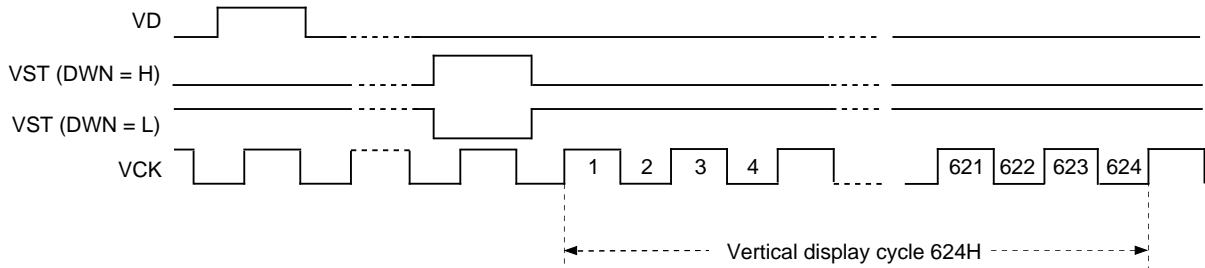 VD
VST (DWN = H)
VST (DWN = L)
VCK
1 2 3 4 621 622 623 624
Vertical display cycle 624H